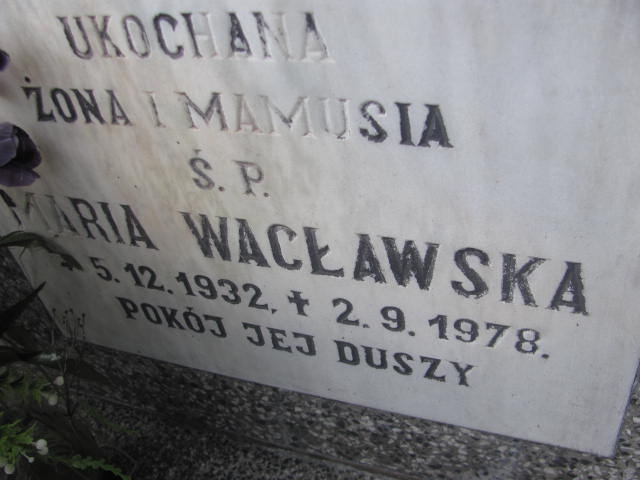 UKOCHANA
ŻONA I MAMUSIA
Ś. P.
MARIA WACŁAWSKA
* 5.12.1932, † 2.9.1978.
POKÓJ JEJ DUSZY